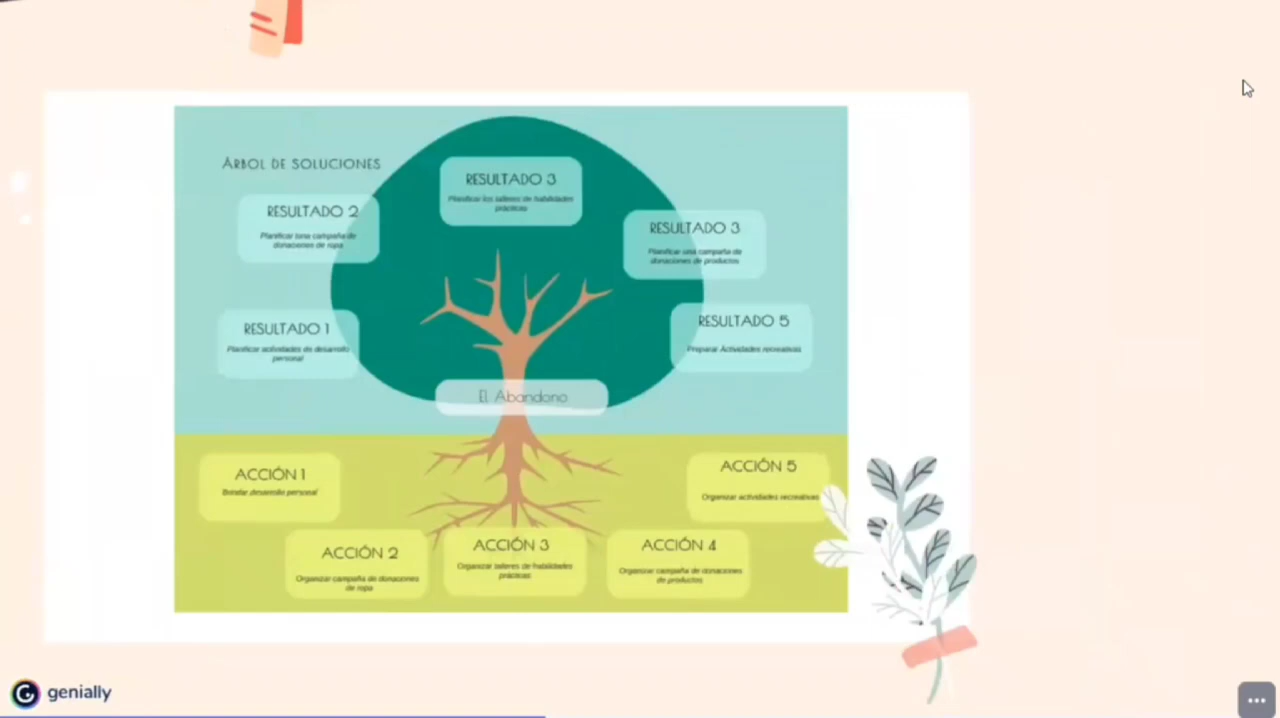 ÁRBOL DE SOLUCIONES
RESULTADO 3
Planificar los talleres de habilidades
prácticas
RESULTADO 2
Planificar una campaña de
donaciones de ropa
RESULTADO 3
Planificar una campaña de
donaciones de productos
RESULTADO 1
Planificar actividades de desarrollo
personal
RESULTADO 5
Preparar Actividades recreativas
El Abandono
ACCIÓN 1
Brindar desarrollo personal
ACCIÓN 5
Organizar actividades recreativas
ACCIÓN 2
Organizar campaña de donaciones
de ropa
ACCIÓN 3
Organizar talleres de habilidades
prácticas
ACCIÓN 4
Organizar campaña de donaciones
de productos
genially